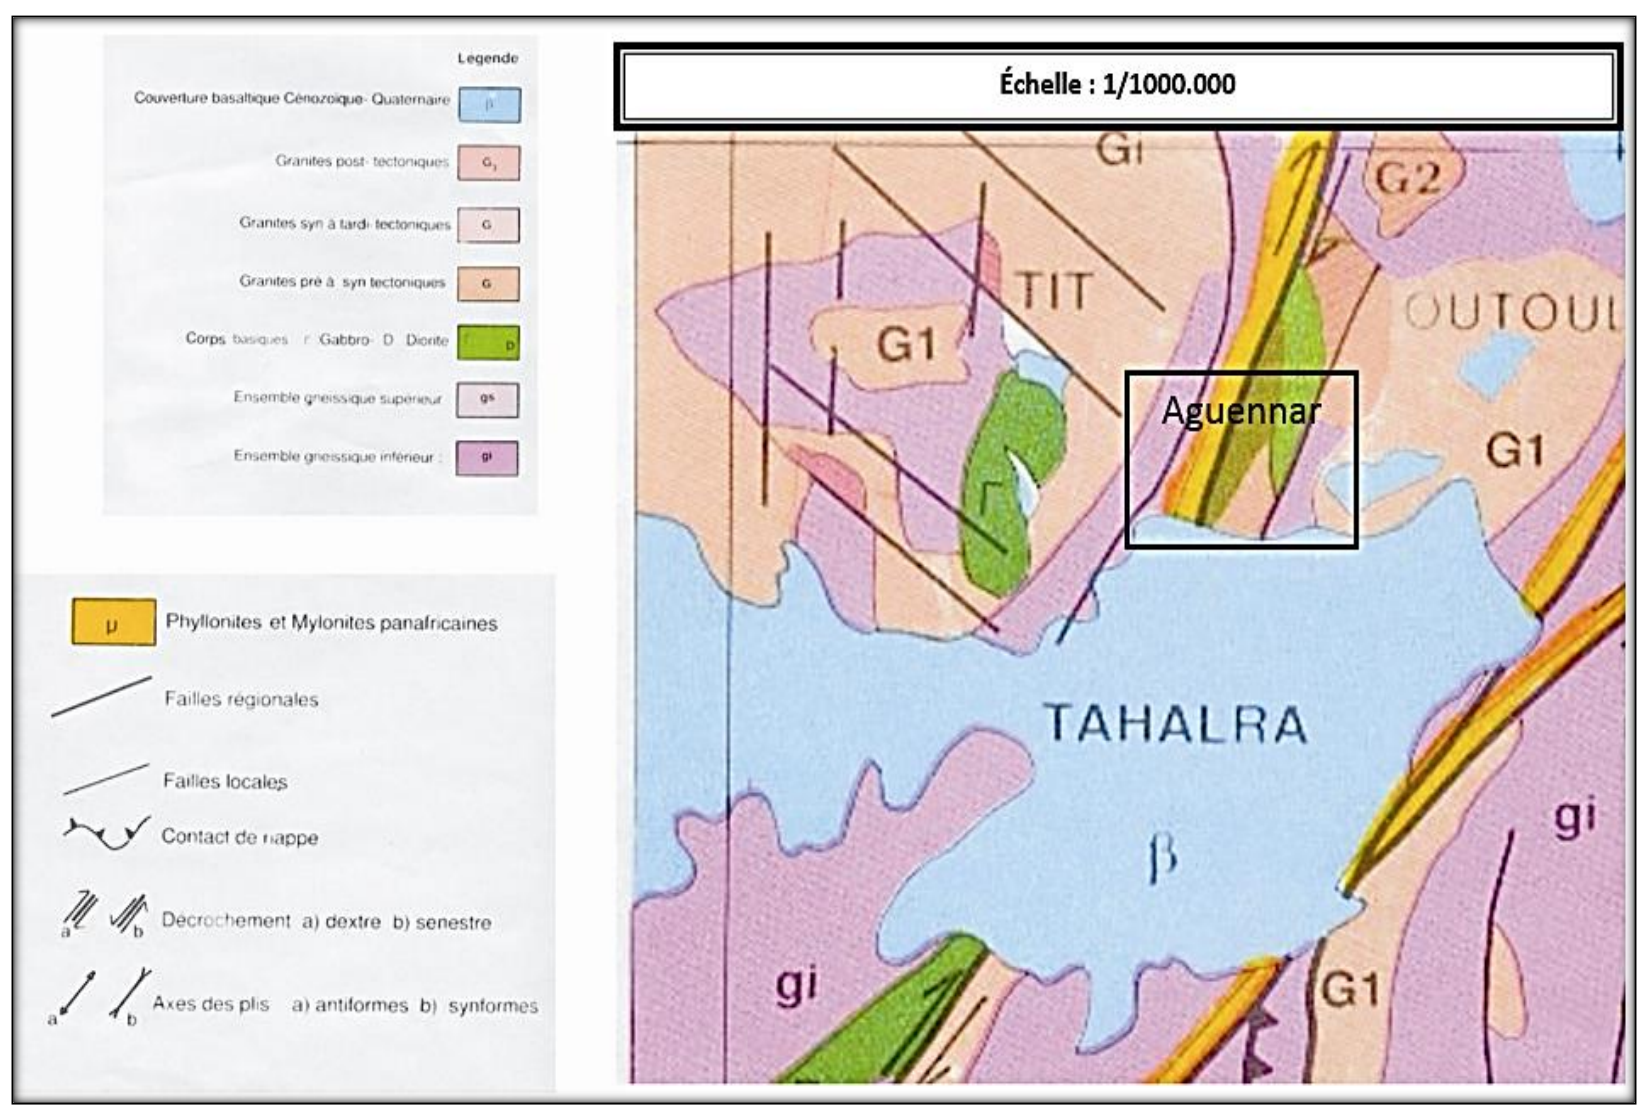 Légende
Couverture basaltique Cénozoïque- Quaternaire
β
Granites post- tectoniques
G₁
Granites syn à tardi- tectoniques
G
Granites pré à syn tectoniques
G
Corps basiques Γ Gabbro- D Diorite
D
Ensemble gneissique supérieur
gs
Ensemble gneissique inférieur :
gi
μ
Phyllonites et Mylonites panafricaines
Failles régionales
Failles locales
Contact de nappe
a
b
Décrochement a) dextre b) senestre
a
b
Axes des plis a) antiformes b) synformes
Échelle : 1/1000.000
Gi
G2
TIT
OUTOUL
G1
Aguennar
G1
Γ
TAHALRA
gi
β
gi
G1